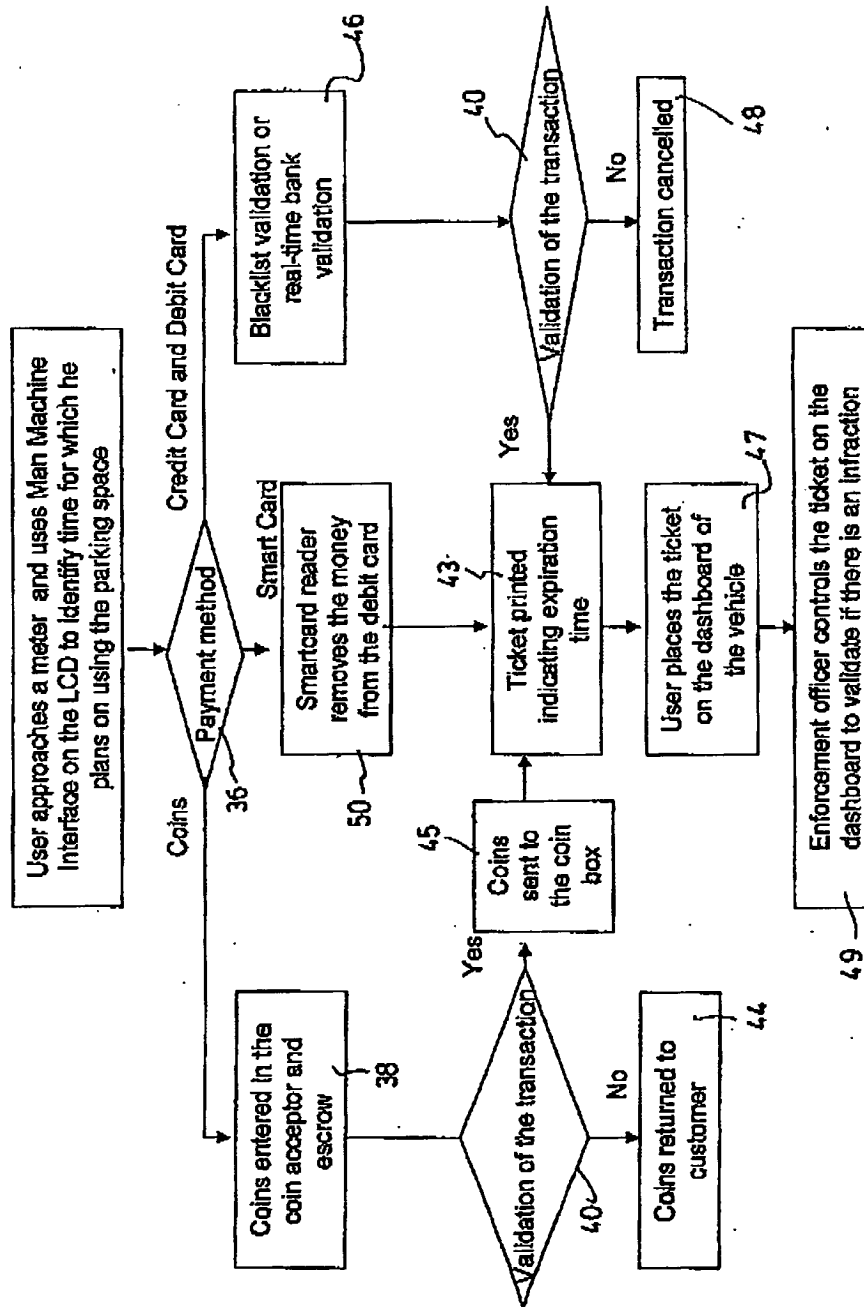 User approaches a meter and uses Man Machine
Interface on the LCD to identify time for which he
plans on using the parking space
Payment method
36
Coins
Smart Card
Credit Card and Debit Card
Coins entered in the
coin acceptor and
escrow
38
Smartcard reader
removes the money
from the debit card
50
Blacklist validation or
real-time bank
validation
46
Validation of the transaction
40
Yes
No
Coins
sent to
the coin
box
45
Ticket printed
indicating expiration
time
43
Validation of the transaction
40
Yes
No
Coins returned to
customer
44
User places the ticket
on the dashboard of
the vehicle
47
Transaction cancelled
48
Enforcement officer controls the ticket on the
dashboard to validate if there is an infraction
49